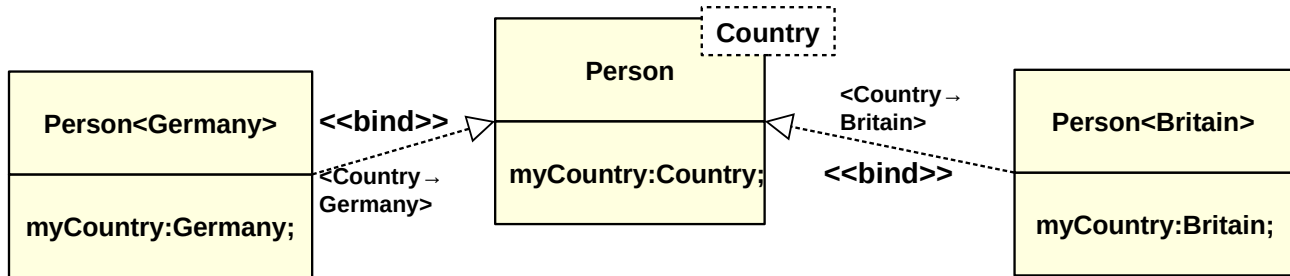 Country
Person
myCountry:Country;
Person<Germany>
myCountry:Germany;
<<bind>>
<Country→
Germany>
<Country→
Britain>
<<bind>>
Person<Britain>
myCountry:Britain;